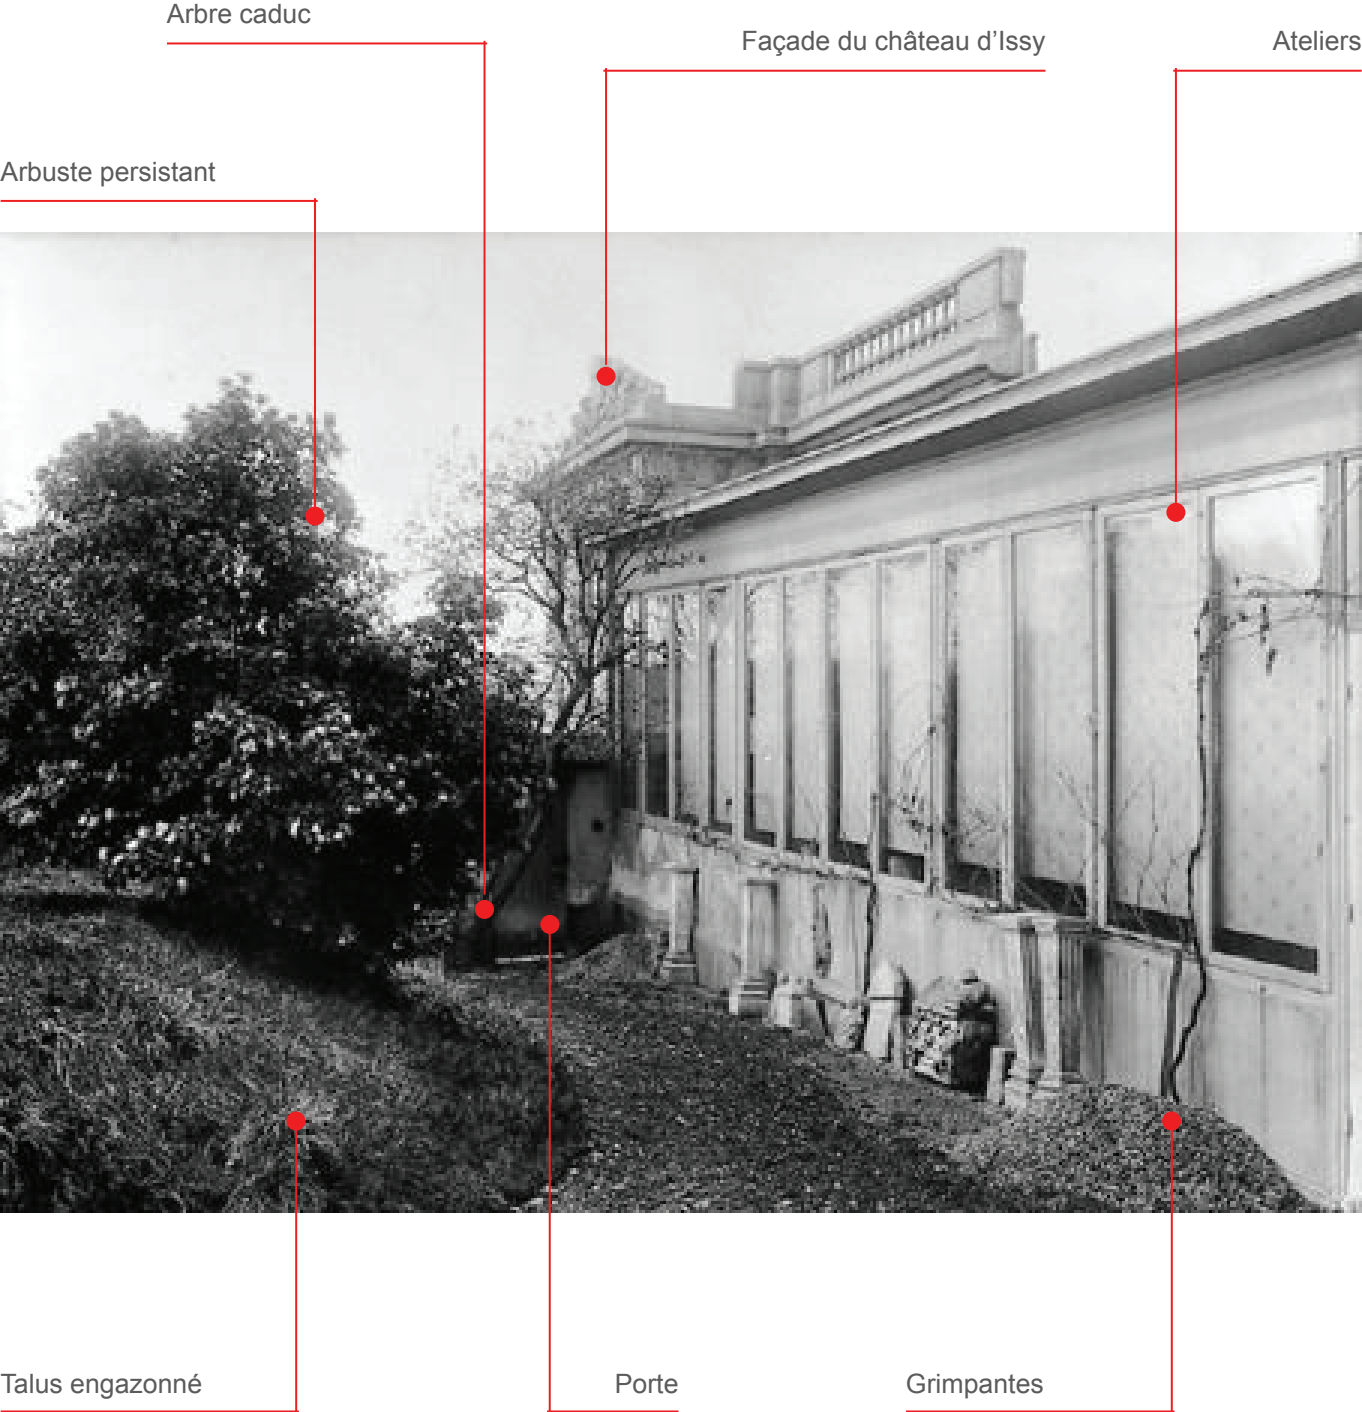 Arbre caduc
Façade du château d’Issy
Ateliers
Arbuste persistant
Talus engazonné
Porte
Grimpantes